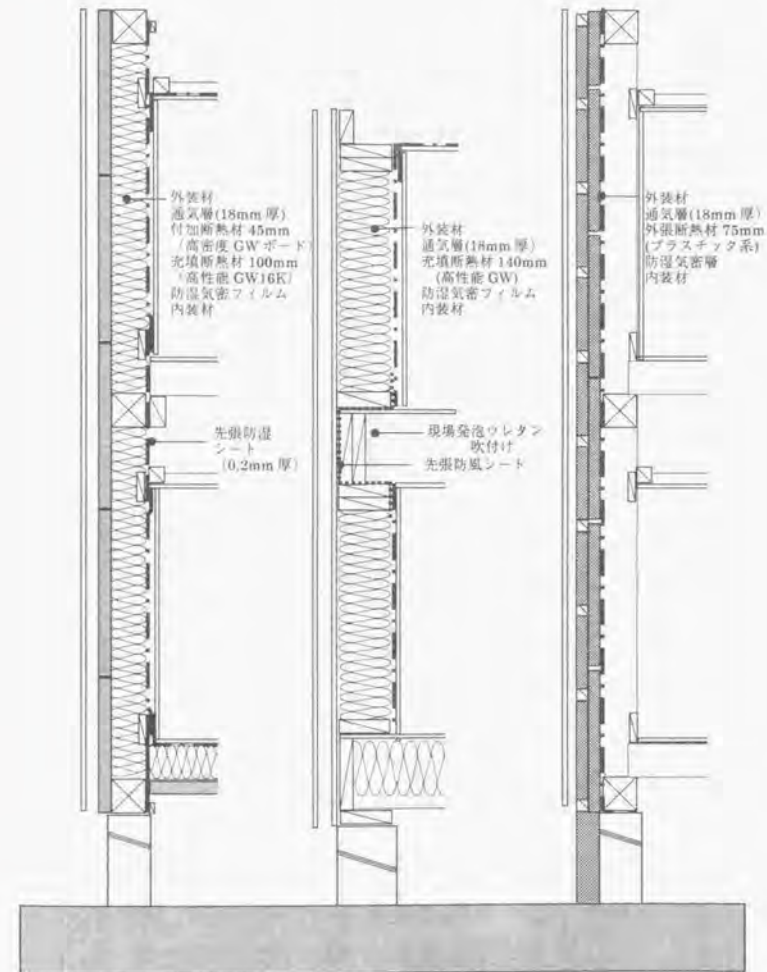 外装材
通気層(18mm 厚)
付加断熱材 45mm
(高密度 GW ボード)
充填断熱材 100mm
(高性能 GW16K)
防湿気密フィルム
内装材
先張防湿
シート
(0.2mm 厚)
外装材
通気層(18mm 厚)
充填断熱材 140mm
(高性能 GW)
防湿気密フィルム
内装材
現場発泡ウレタン
吹付け
先張防風シート
外装材
通気層(18mm 厚)
外張断熱材 75mm
(プラスチック系)
防湿気密層
内装材